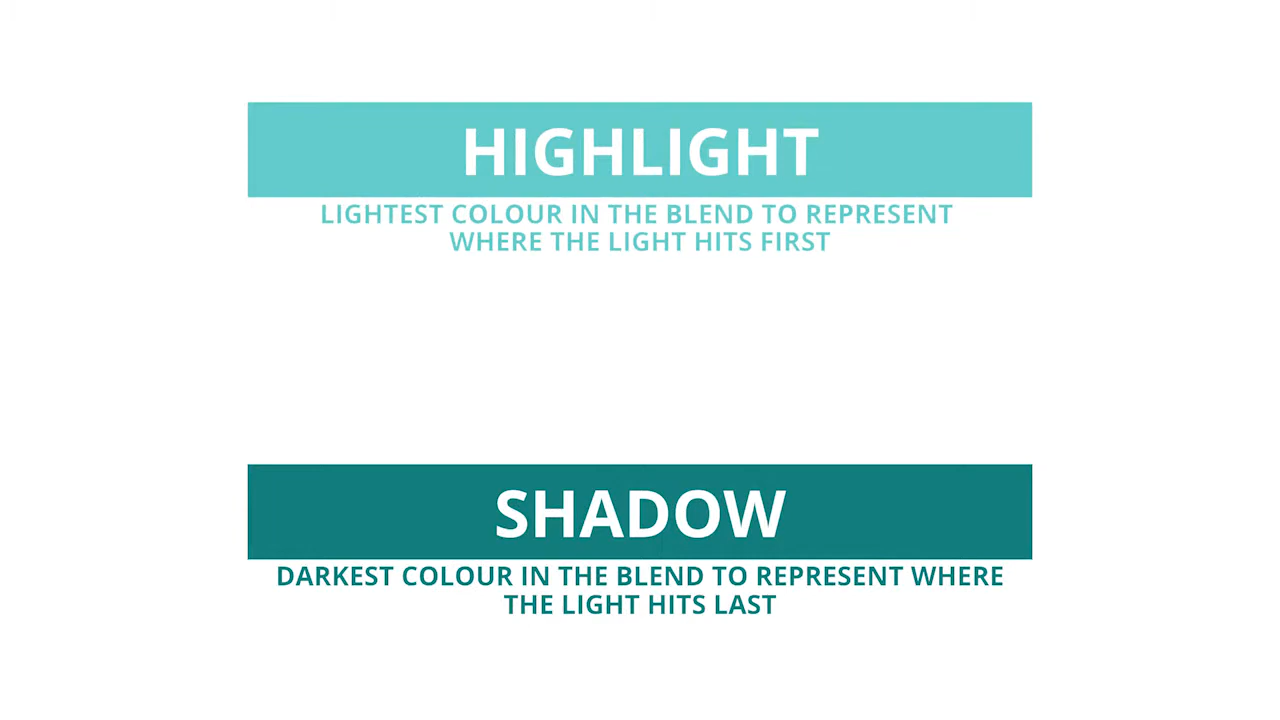 HIGHLIGHT
LIGHTEST COLOUR IN THE BLEND TO REPRESENT
WHERE THE LIGHT HITS FIRST
SHADOW
DARKEST COLOUR IN THE BLEND TO REPRESENT WHERE
THE LIGHT HITS LAST